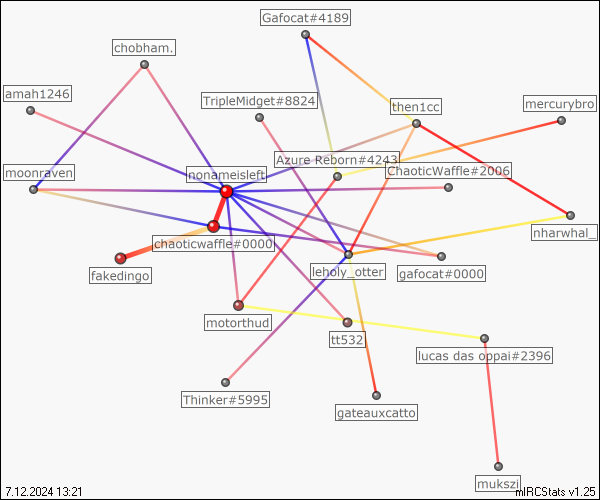 Gafocat#4189
chobham.
amah1246
TripleMidget#8824
then1cc
mercurybro
Azure Reborn#4243
moonraven
nonameisleft
ChaoticWaffle#2006
nharwhal_
chaoticwaffle#0000
fakedingo
leholy_otter
gafocat#0000
motorthud
tt532
lucas das oppai#2396
Thinker#5995
gateauxcatto
mukszi
7.12.2024 13:21
mIRCStats v1.25